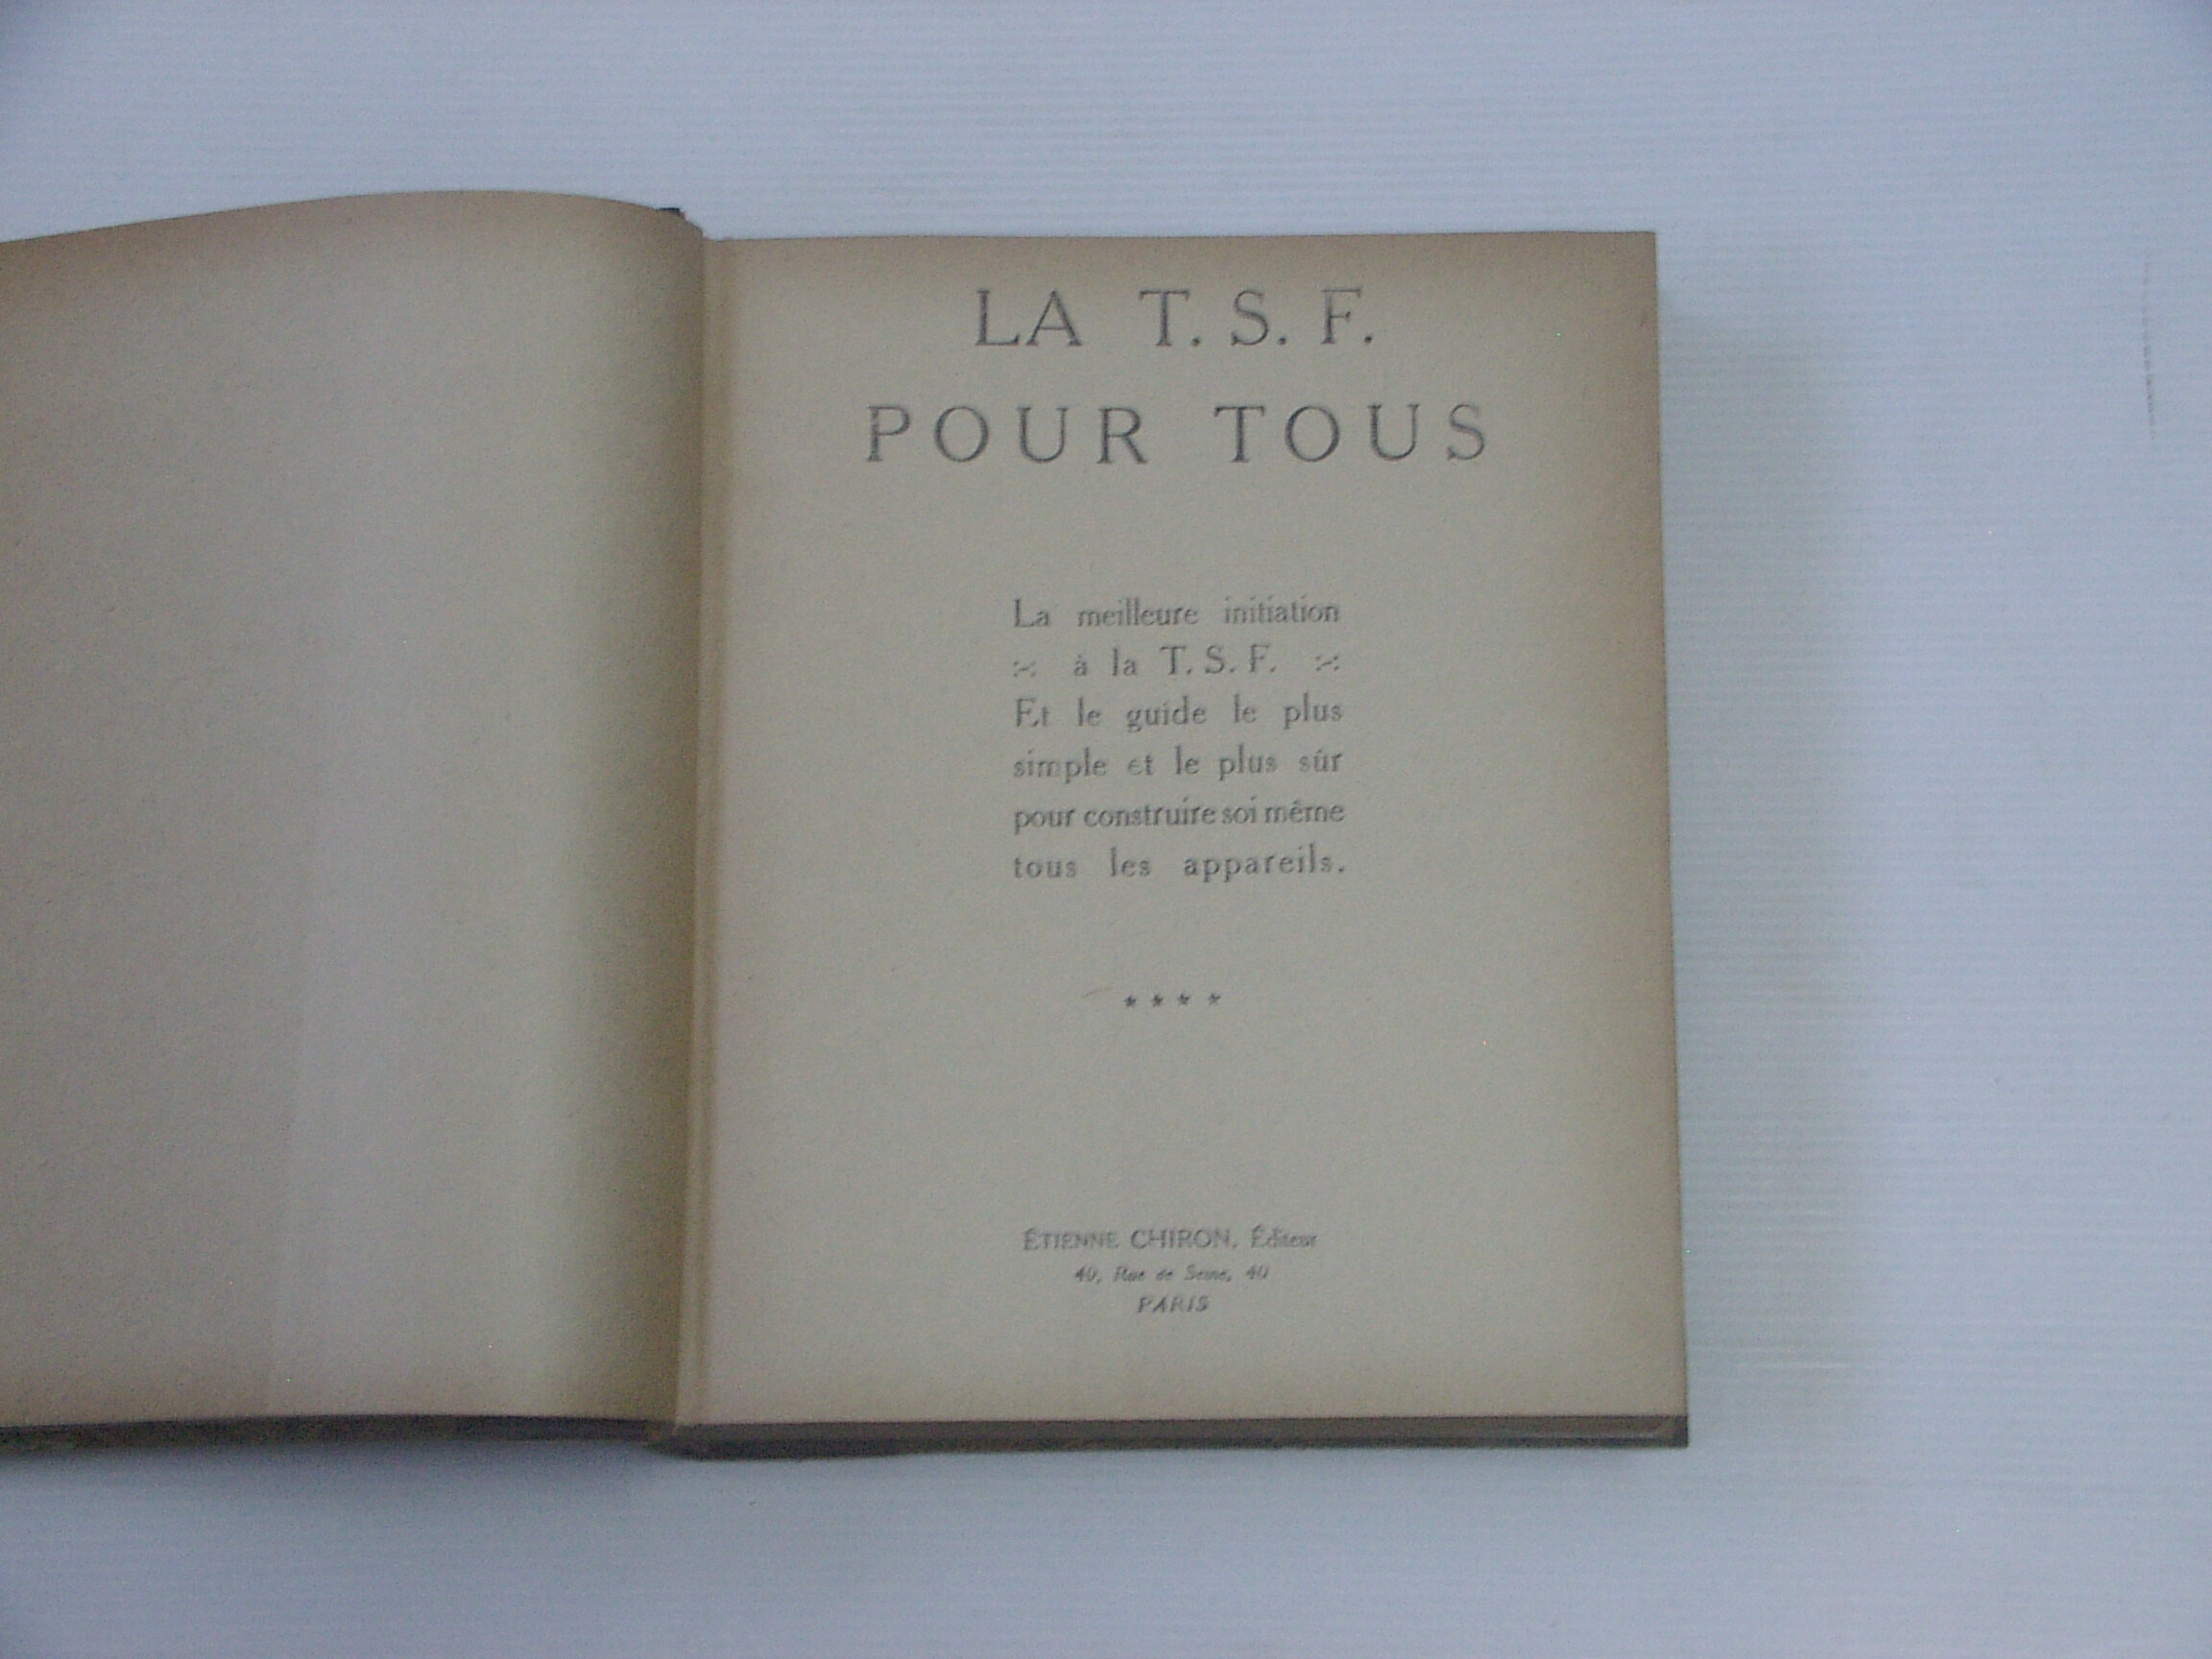 LA T. S. F.
POUR TOUS
La meilleure initiation
:-: à la T. S. F. :-:
Et le guide le plus
simple et le plus sûr
pour construire soi même
tous les appareils.
* * * *
ÉTIENNE CHIRON, Éditeur
40, Rue de Seine, 40
PARIS